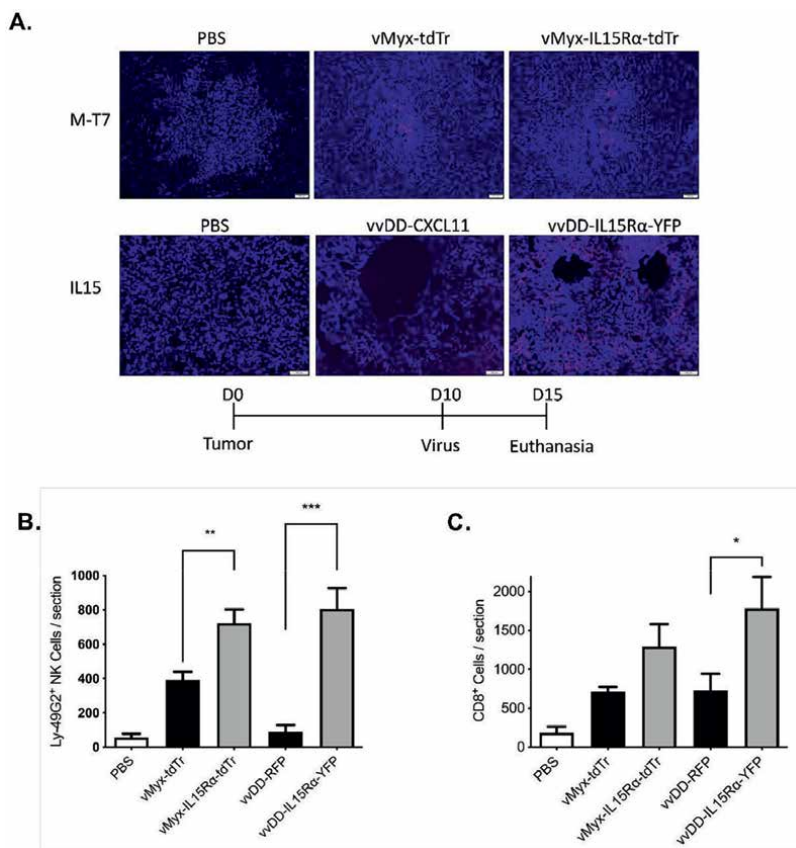 A.
PBS vMyx-tdTr vMyx-IL15Rα-tdTr
M-T7
PBS vvDD-CXCL11 vvDD-IL15Rα-YFP
IL15
D0 D10 D15
Tumor Virus Euthanasia
B.
**
***
Ly-49G2⁺ NK Cells / section
1000
800
600
400
200
0
PBS
vMyx-tdTr
vMyx-IL15Rα-tdTr
vvDD-RFP
vvDD-IL15Rα-YFP
C.
*
CD8⁺ Cells / section
2000
1500
1000
500
0
PBS
vMyx-tdTr
vMyx-IL15Rα-tdTr
vvDD-RFP
vvDD-IL15Rα-YFP